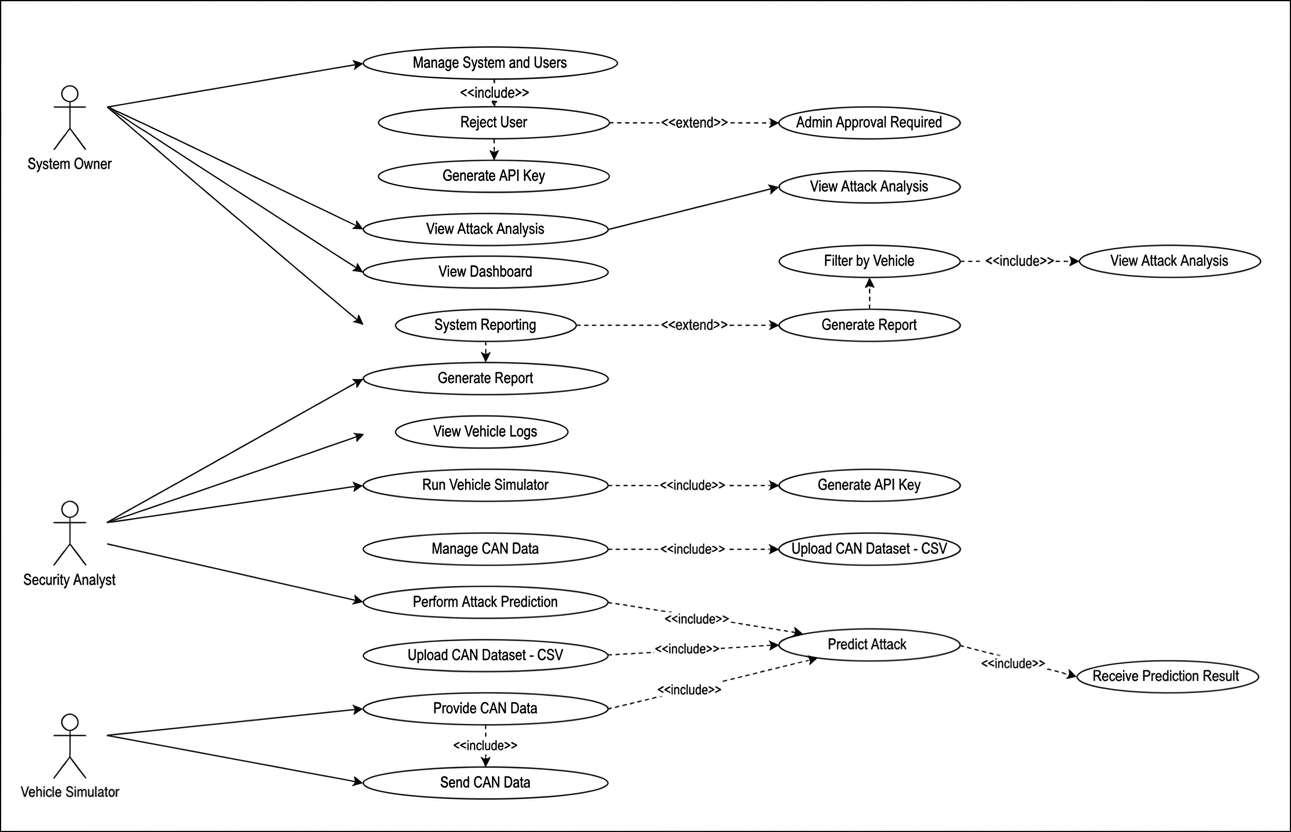 Manage System and Users
<<include>>
System Owner
Reject User
<<extend>>
Admin Approval Required
Generate API Key
View Attack Analysis
View Attack Analysis
View Dashboard
Filter by Vehicle
<<include>>
View Attack Analysis
System Reporting
<<extend>>
Generate Report
Generate Report
View Vehicle Logs
Run Vehicle Simulator
<<include>>
Generate API Key
Security Analyst
Manage CAN Data
<<include>>
Upload CAN Dataset - CSV
Perform Attack Prediction
<<include>>
Upload CAN Dataset - CSV
<<include>>
Predict Attack
<<include>>
Receive Prediction Result
<<include>>
Provide CAN Data
<<include>>
Send CAN Data
Vehicle Simulator